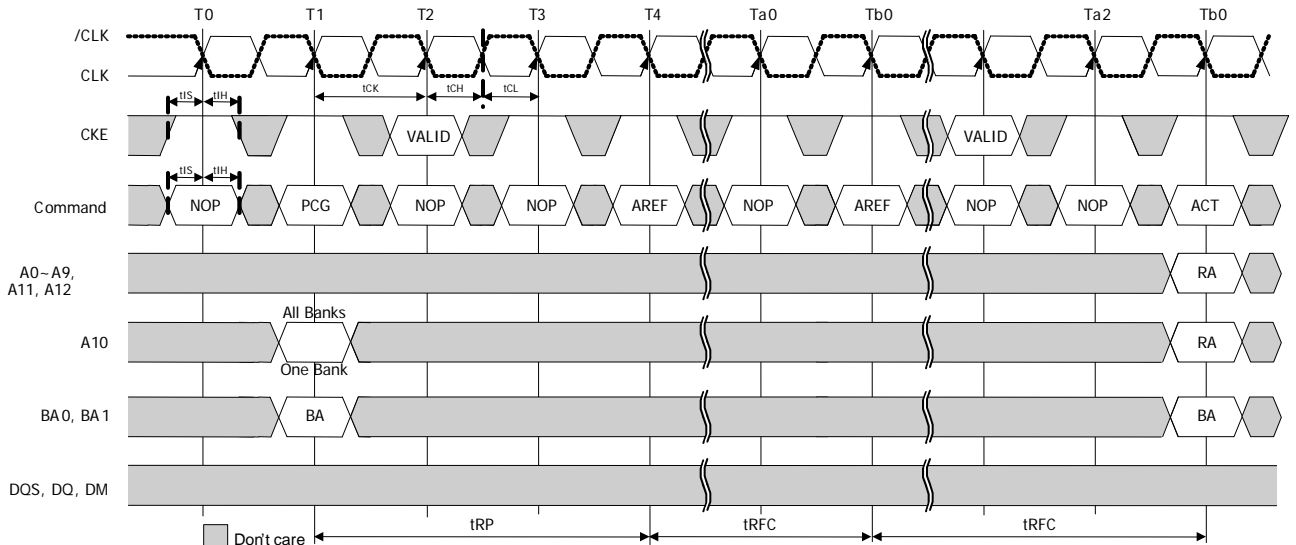 T0 T1 T2 T3 T4 Ta0 Tb0 Ta2 Tb0
/CLK
CLK
tCK tCH tCL
tIS tIH
CKE VALID VALID
tIS tIH
Command NOP PCG NOP NOP AREF NOP AREF NOP NOP ACT
A0~A9,
A11, A12 RA
All Banks
A10 RA
One Bank
BA0, BA1 BA BA
DQS, DQ, DM
tRP tRFC tRFC
Don't care